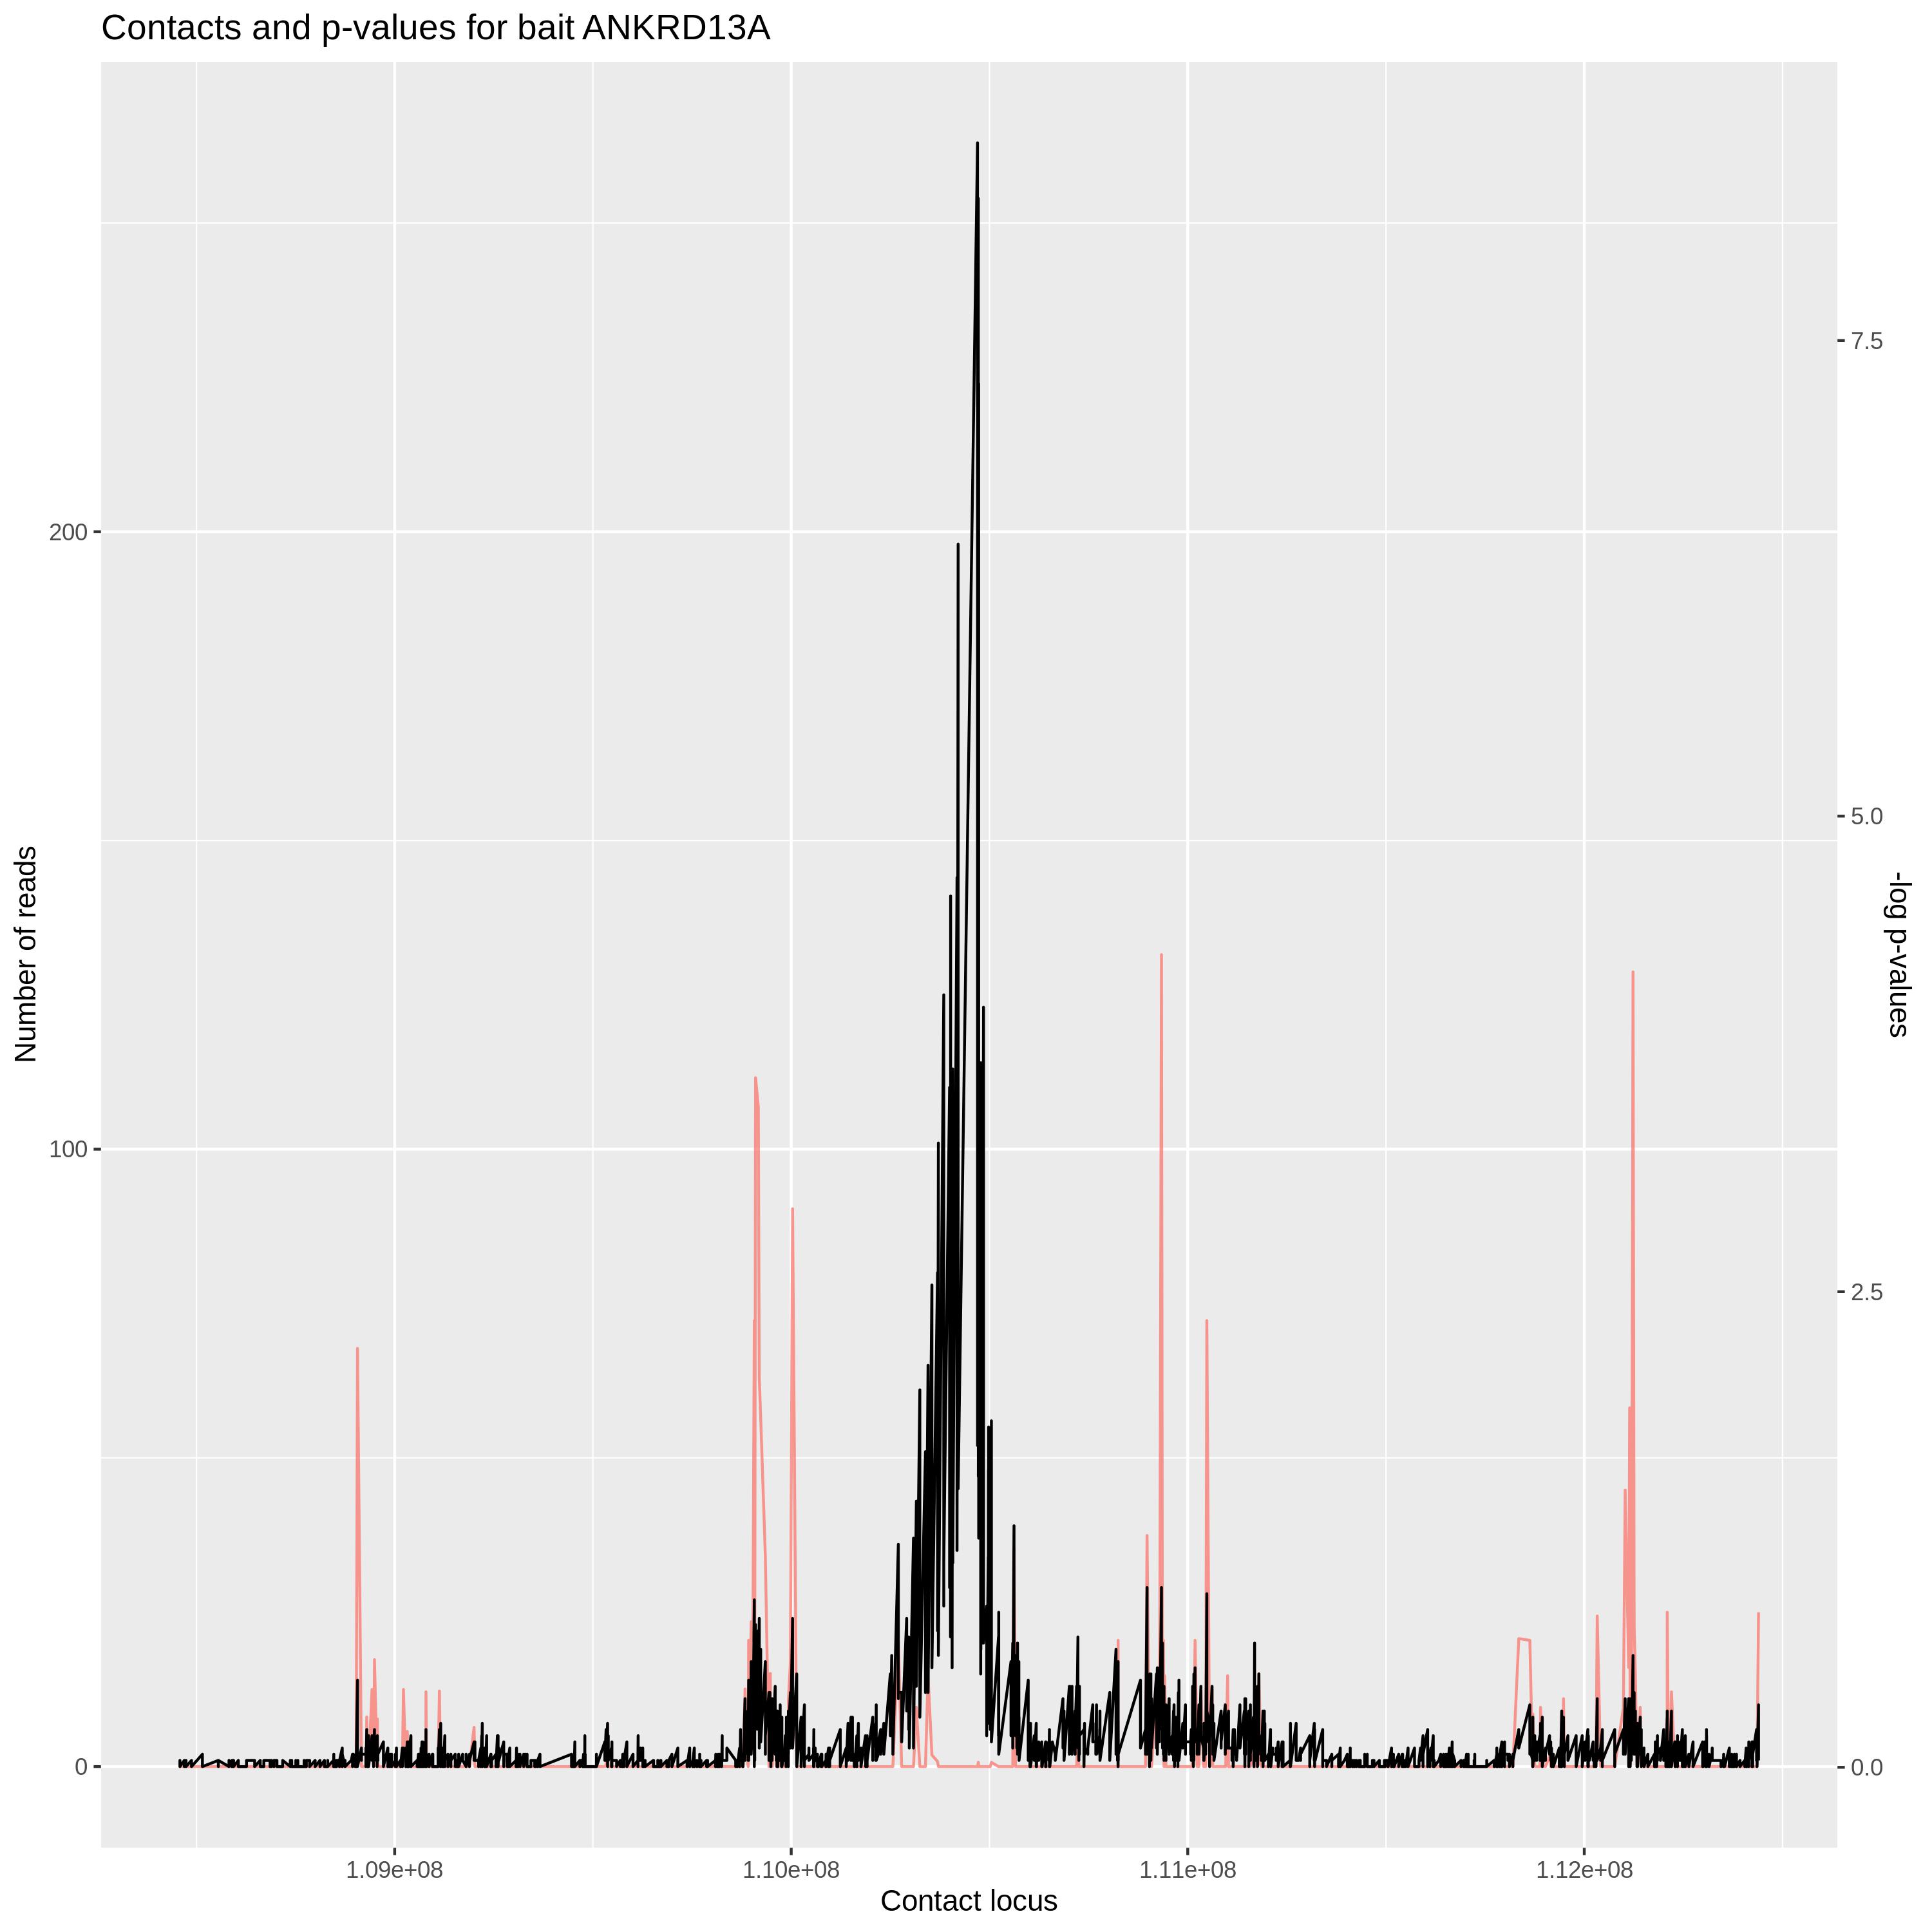 Contacts and p-values for bait ANKRD13A
200
100
0
Number of reads
7.5
5.0
2.5
0.0
-log p-values
1.09e+08
1.10e+08
1.11e+08
1.12e+08
Contact locus